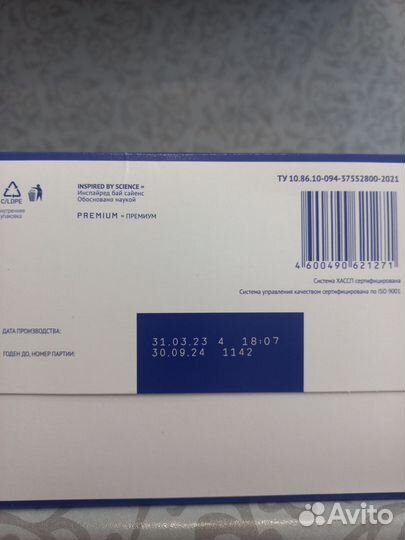 ТУ 10.86.10-094-37552800-2021
INSPIRED BY SCIENCE =
Инспайред бай сайенс
Обосновано наукой
C/LDPE
внутренняя
упаковка
PREMIUM = ПРЕМИУМ
4 600490 621271
Система ХАССП сертифицирована
Система управления качеством сертифицирована по ISO 9001
ДАТА ПРОИЗВОДСТВА:
31.03.23 4 18:07
ГОДЕН ДО, НОМЕР ПАРТИИ:
30.09.24 1142
Avito